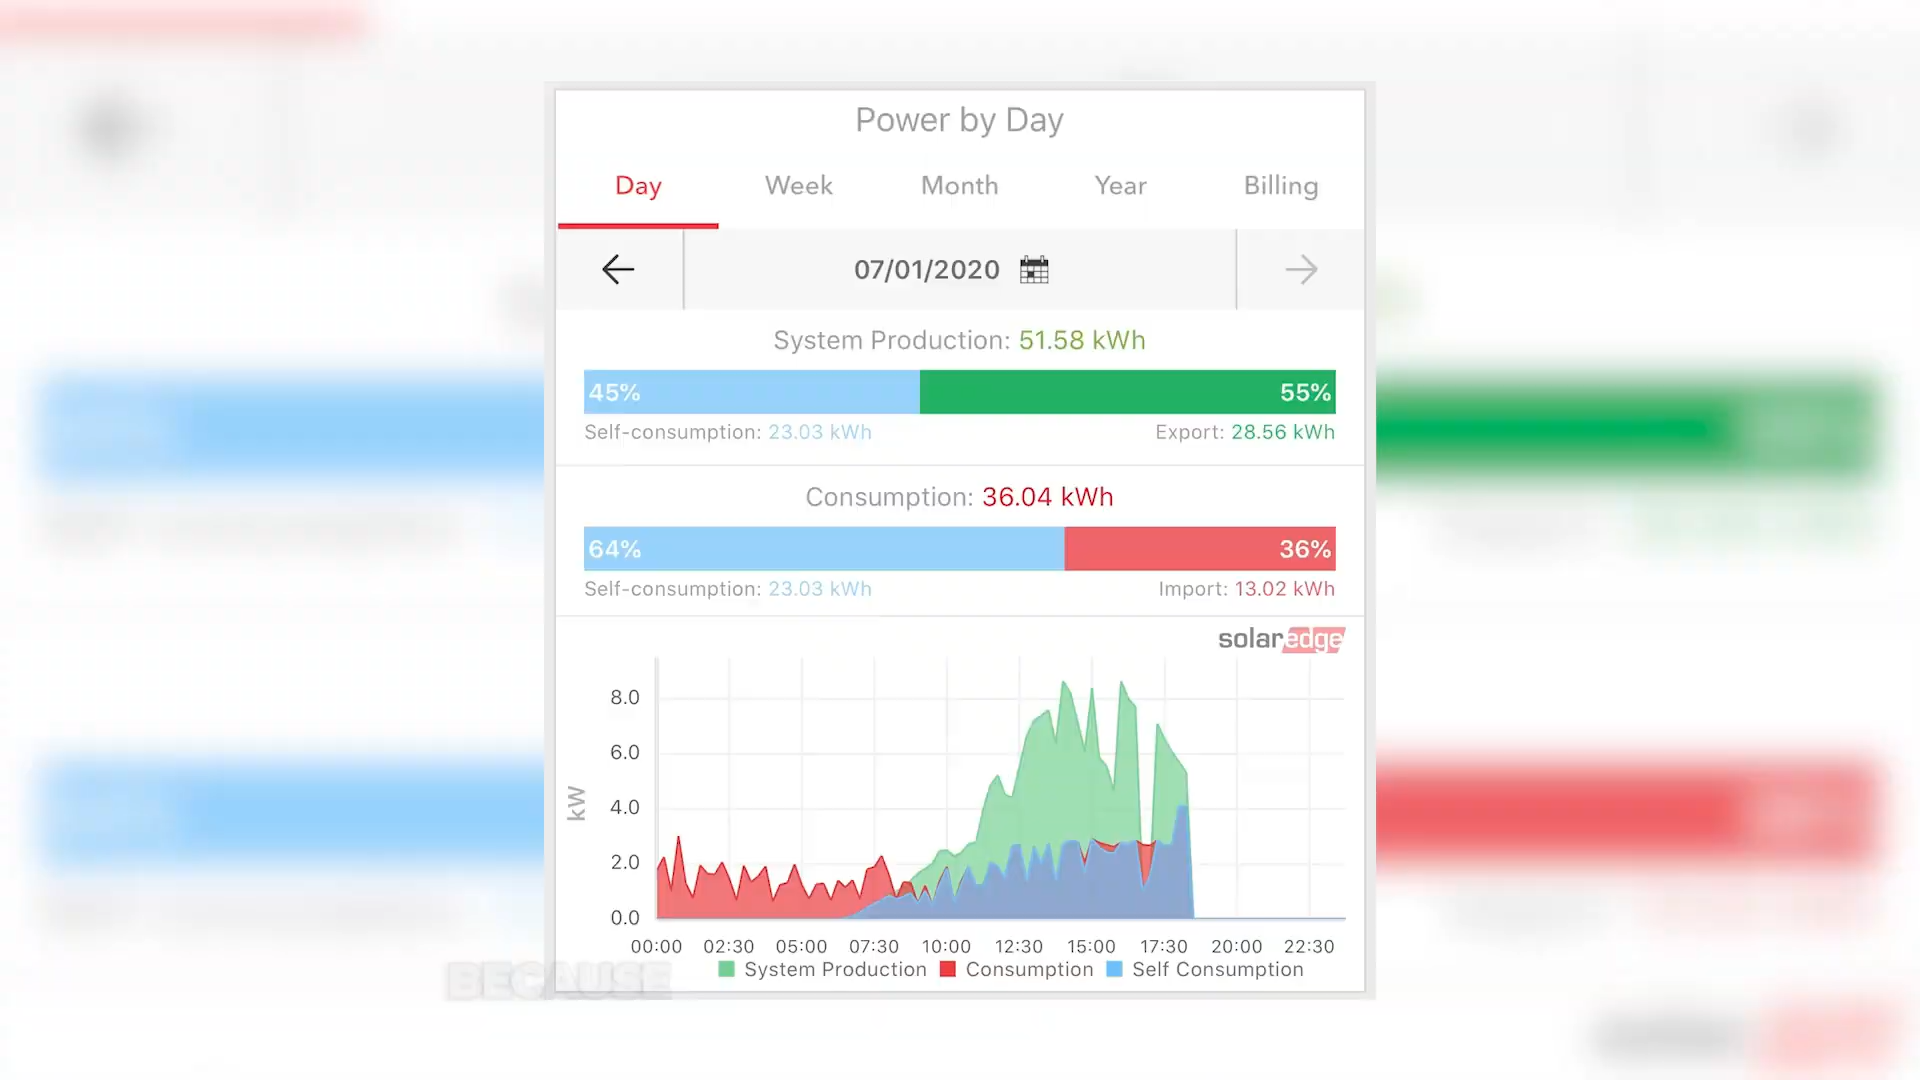 Power by Day
Day Week Month Year Billing
07/01/2020
System Production: 51.58 kWh
45% 55%
Self-consumption: 23.03 kWh Export: 28.56 kWh
Consumption: 36.04 kWh
64% 36%
Self-consumption: 23.03 kWh Import: 13.02 kWh
solaredge
8.0
6.0
4.0
2.0
0.0
kW
00:00 02:30 05:00 07:30 10:00 12:30 15:00 17:30 20:00 22:30
System Production Consumption Self Consumption
BECAUSE